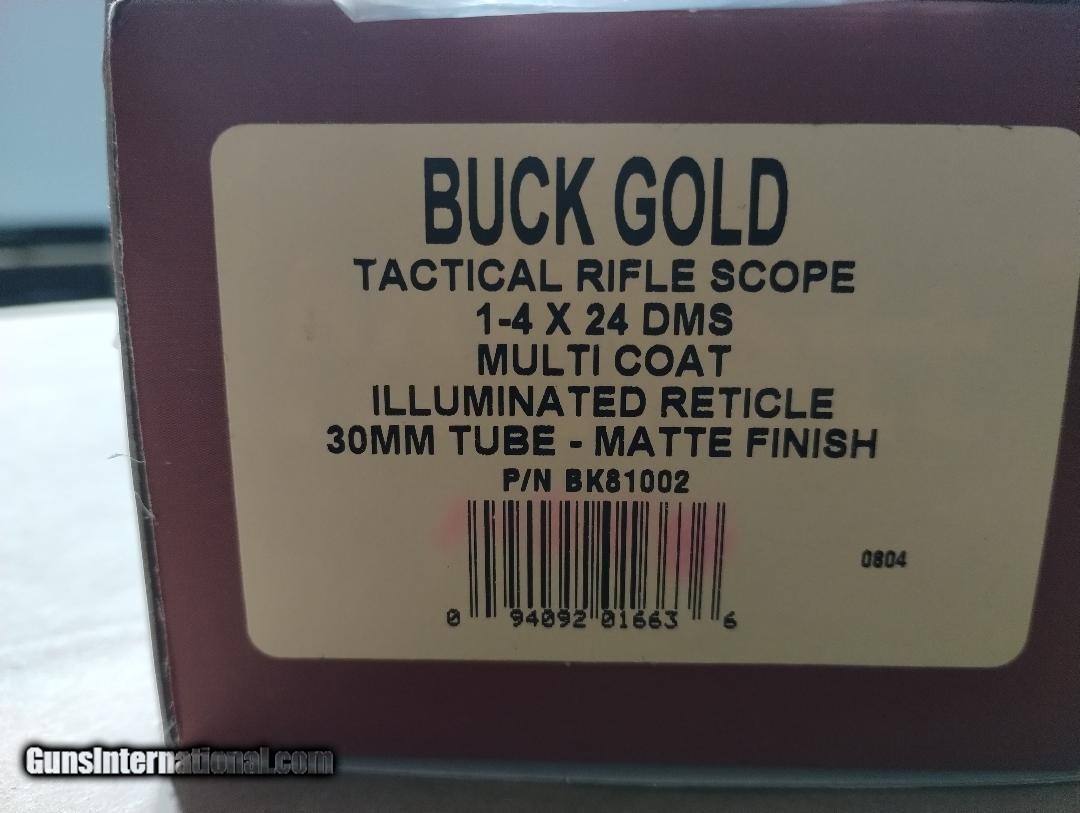 BUCK GOLD
TACTICAL RIFLE SCOPE
1-4 X 24 DMS
MULTI COAT
ILLUMINATED RETICLE
30MM TUBE - MATTE FINISH
P/N BK81002
0804
0 94092 01663 6
GunsInternational.com